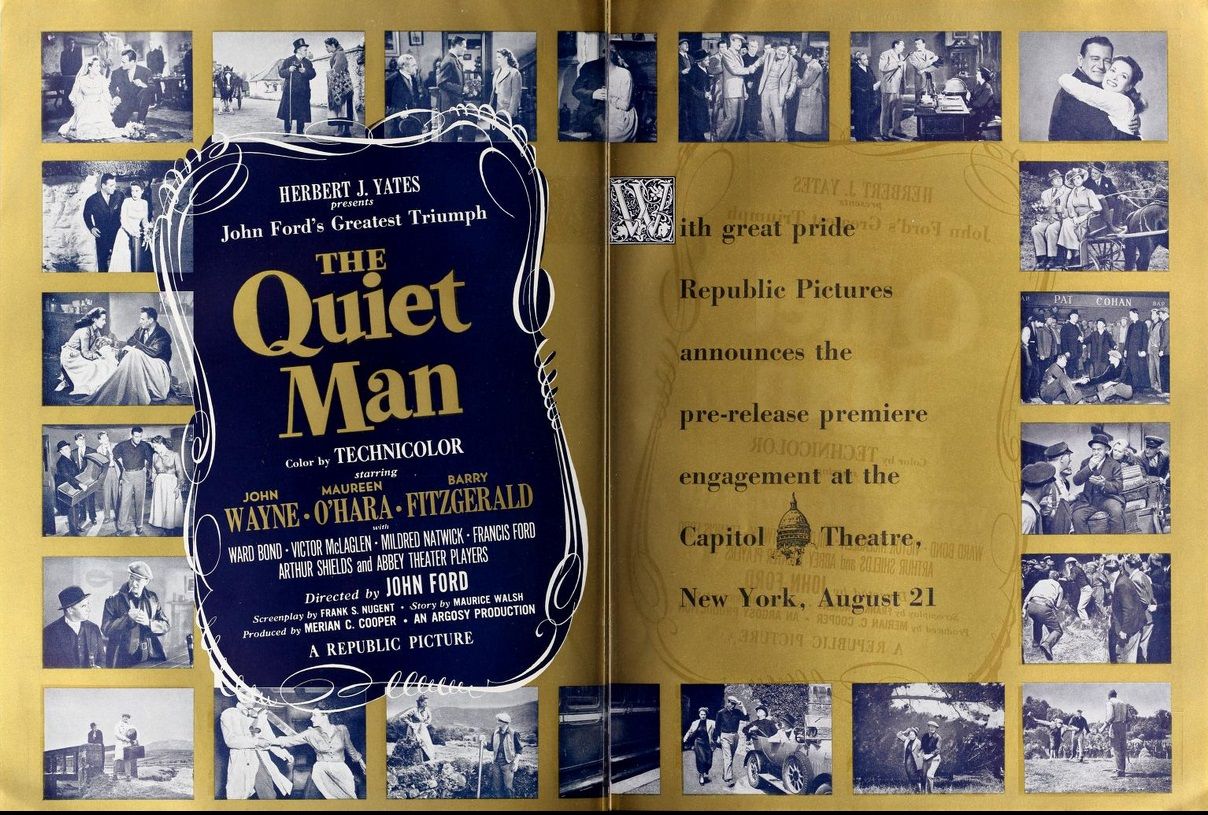 HERBERT J. YATES
presents
John Ford's Greatest Triumph
THE
Quiet
Man
Color by TECHNICOLOR
starring
JOHN WAYNE · MAUREEN O'HARA · BARRY FITZGERALD
with
WARD BOND · VICTOR McLAGLEN · MILDRED NATWICK · FRANCIS FORD
ARTHUR SHIELDS and ABBEY THEATER PLAYERS
Directed by JOHN FORD
Screenplay by FRANK S. NUGENT · Story by MAURICE WALSH
Produced by MERIAN C. COOPER · AN ARGOSY PRODUCTION
A REPUBLIC PICTURE
With great pride
Republic Pictures
announces the
pre-release premiere
engagement at the
Capitol Theatre,
New York, August 21
BAR PAT COHAN BAR